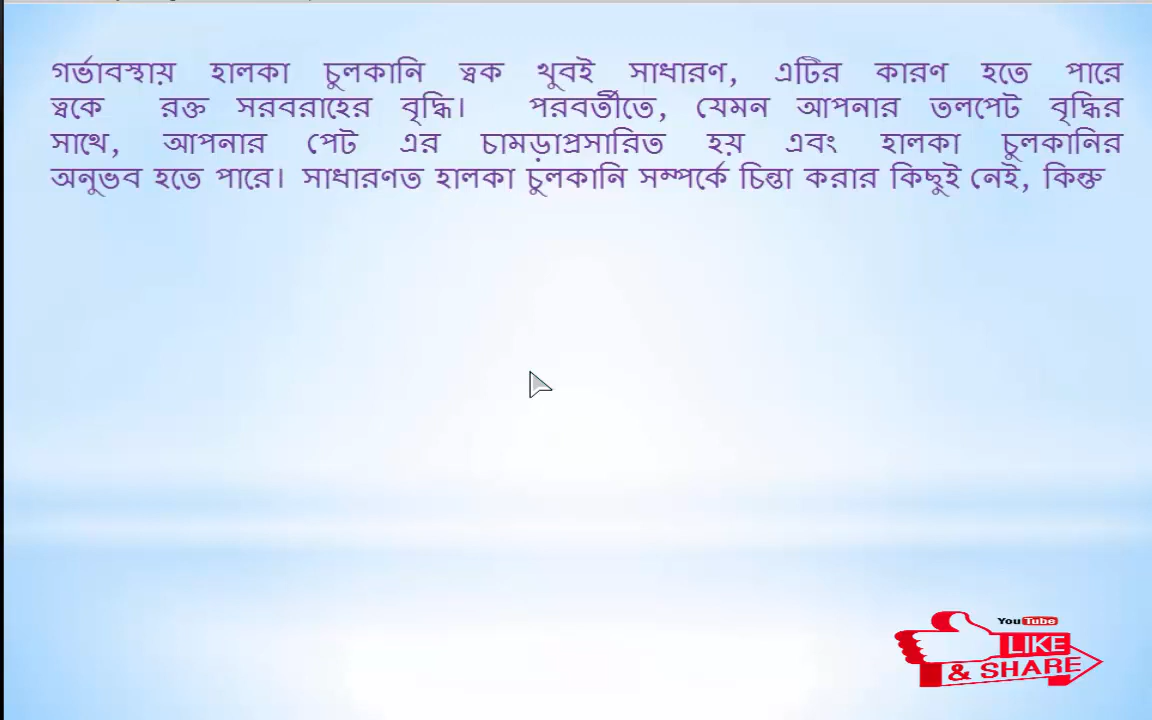 গর্ভাবস্থায় হালকা চুলকানি ত্বক খুবই সাধারণ, এটির কারণ হতে পারে
ত্বকে রক্ত সরবরাহের বৃদ্ধি। পরবর্তীতে, যেমন আপনার তলপেট বৃদ্ধির
সাথে, আপনার পেট এর চামড়াপ্রসারিত হয় এবং হালকা চুলকানির
অনুভব হতে পারে। সাধারণত হালকা চুলকানি সম্পর্কে চিন্তা করার কিছুই নেই, কিন্তু
YouTube
LIKE
& SHARE